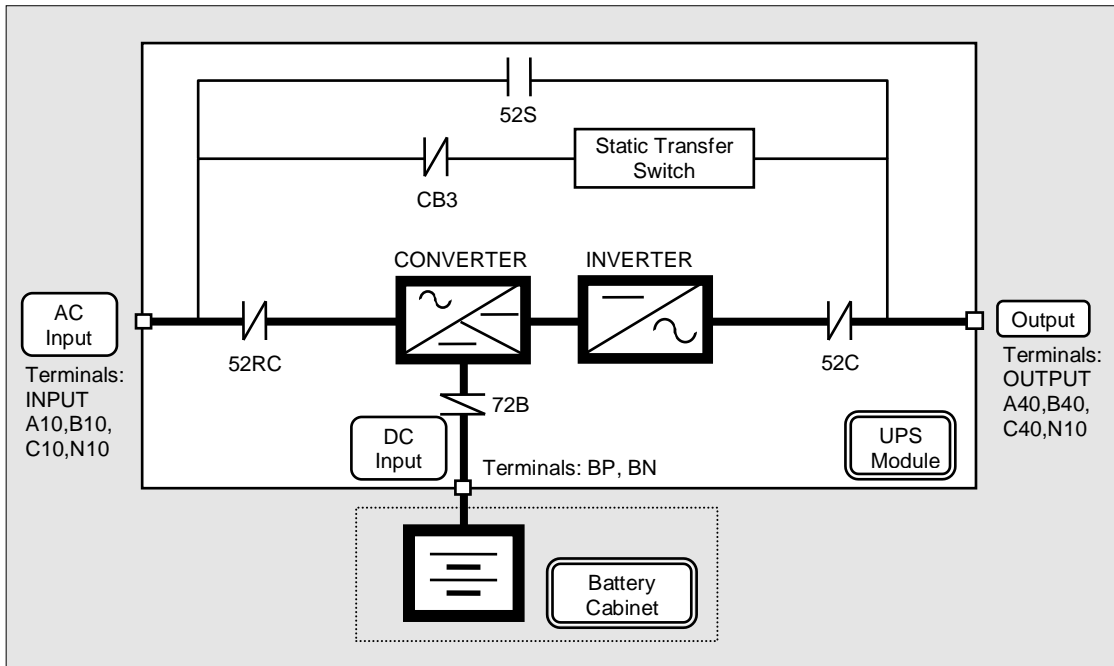 52S
Static Transfer
Switch
CB3
CONVERTER
INVERTER
AC
Input
52RC
52C
Output
Terminals:
INPUT
A10,B10,
C10,N10
Terminals:
OUTPUT
A40,B40,
C40,N10
72B
DC
Input
Terminals: BP, BN
UPS
Module
Battery
Cabinet